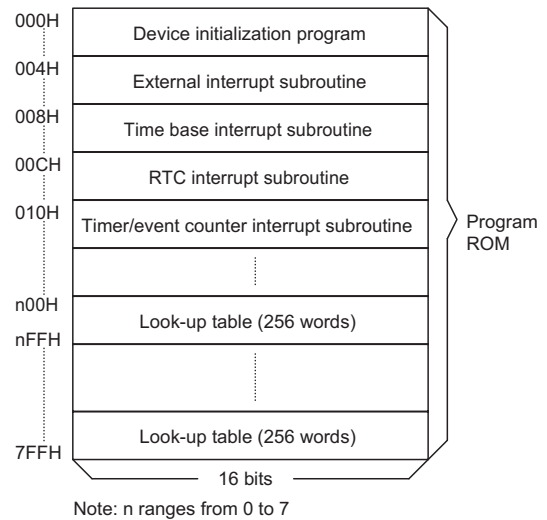 000H
Device initialization program
004H
External interrupt subroutine
008H
Time base interrupt subroutine
00CH
RTC interrupt subroutine
010H
Timer/event counter interrupt subroutine
Program
ROM
n00H
Look-up table (256 words)
nFFH
Look-up table (256 words)
7FFH
16 bits
Note: n ranges from 0 to 7